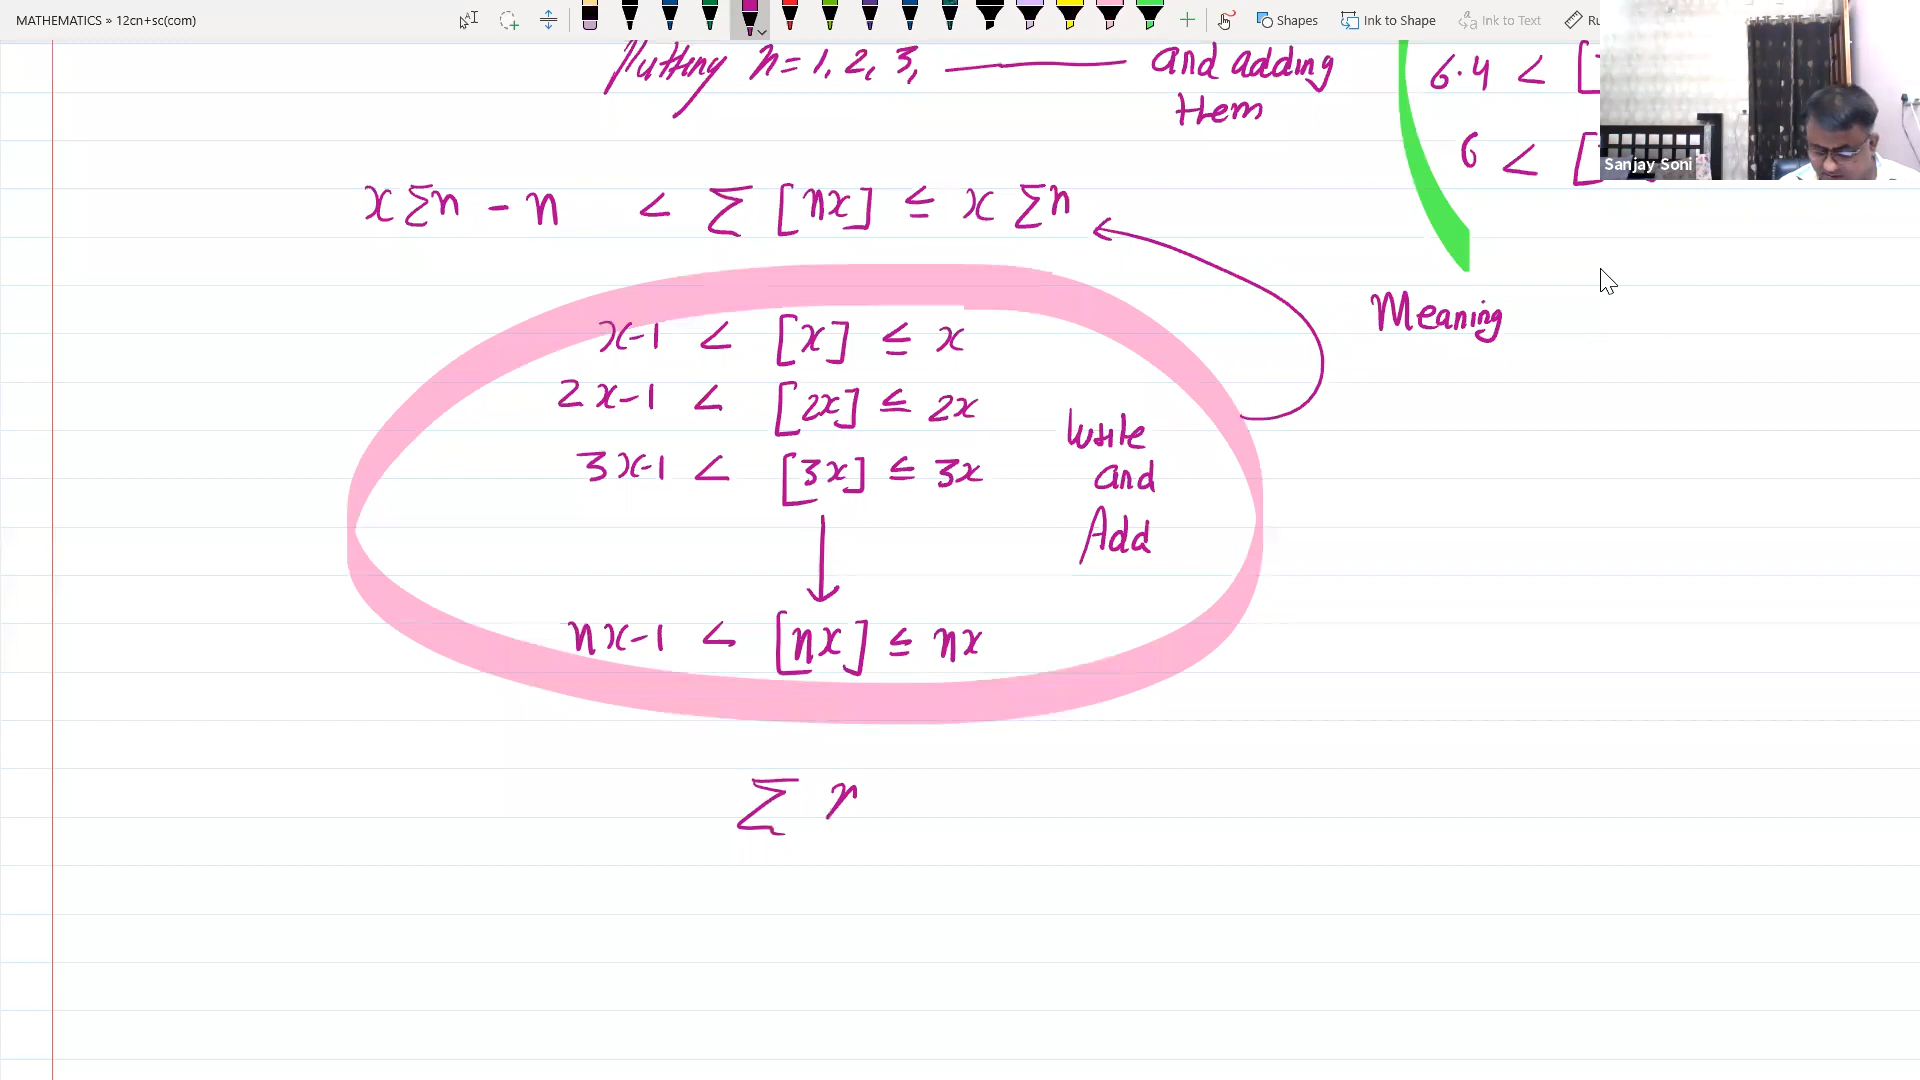 MATHEMATICS » 12cn+sc(com)
Shapes
Ink to Shape
Ink to Text
Ru
Putting n = 1, 2, 3, ——— and adding
them
6.4 < [
6 < [
Sanjay Soni
x Σn - n < Σ [nx] ≤ x Σn
Meaning
x-1 < [x] ≤ x
2x-1 < [2x] ≤ 2x
3x-1 < [3x] ≤ 3x
Write
and
Add
nx-1 < [nx] ≤ nx
Σ